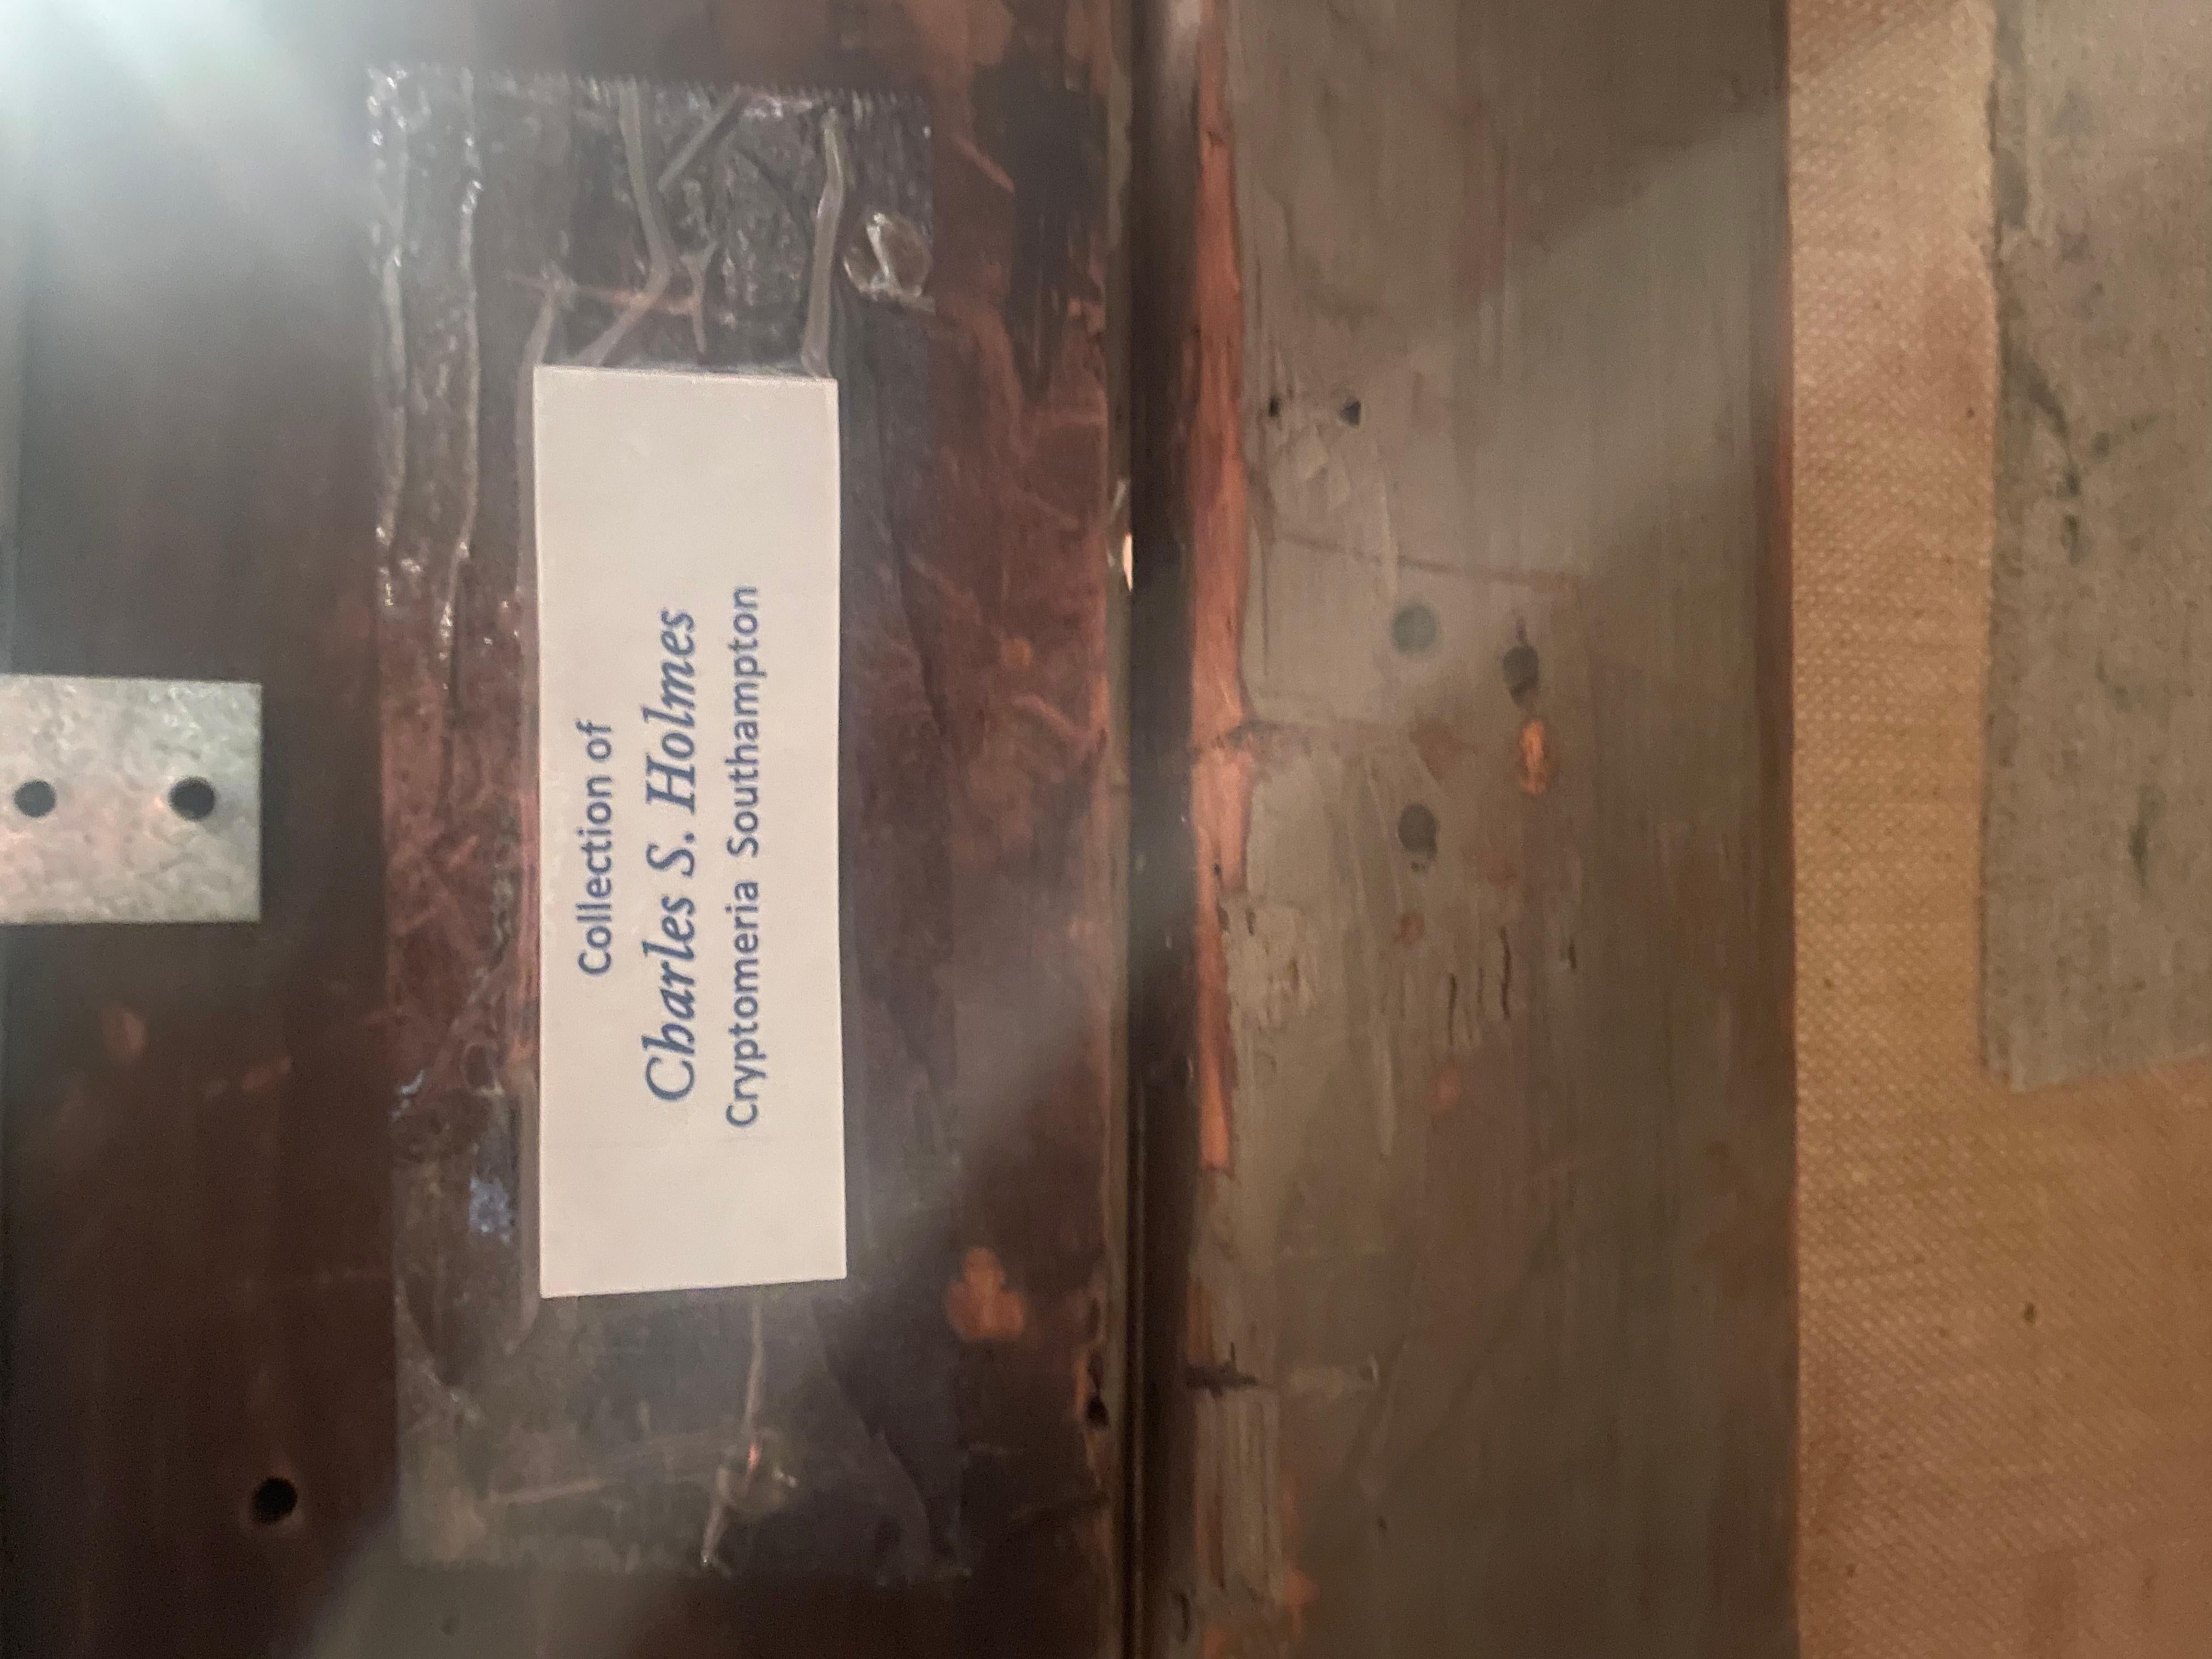 Collection of
Charles S. Holmes
Cryptomeria Southampton